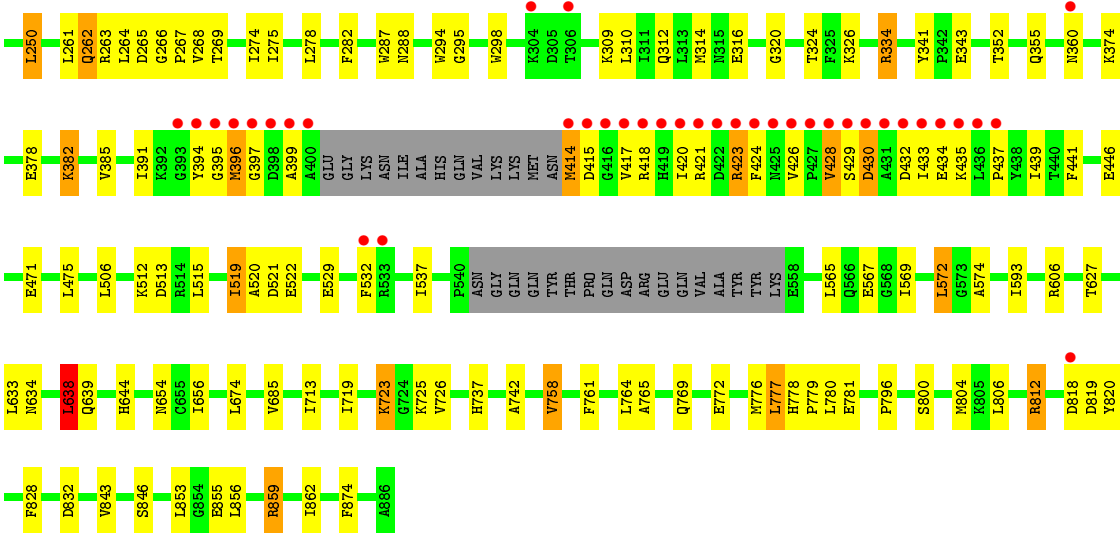 L250 L261 Q262 R263 L264 D265 G266 P267 V268 T269 I274 I275 L278 F282 W287 N288 W294 G295 W298 K304 D305 T306 K309 L310 I311 Q312 L313 M314 N315 E316 G320 T324 F325 K326 R334 Y341 P342 E343 T352 Q355 N360 K374
E378 K382 V385 I391 K392 G393 Y394 G395 M396 G397 D398 A399 A400 GLU GLY LYS ASN ILE ALA HIS GLN VAL LYS LYS MET ASN M414 D415 G416 V417 R418 H419 I420 R421 D422 R423 F424 N425 V426 P427 V428 S429 D430 A431 D432 I433 E434 K435 L436 P437 Y438 I439 T440 F441 E446
E471 L475 L506 K512 D513 R514 L515 I519 A520 D521 E522 E529 F532 R533 I537 P540 ASN GLY GLN GLN TYR THR PRO GLN ASP ARG GLU GLN VAL ALA TYR TYR LYS E558 L565 Q566 E567 G568 I569 L572 G573 A574 I593 R606 T627
L633 N634 L638 Q639 H644 N654 C655 I656 L674 V685 I713 I719 K723 G724 K725 V726 H737 A742 V758 F761 L764 A765 Q769 E772 M776 L777 H778 P779 L780 E781 P796 S800 M804 K805 L806 R812 D818 D819 Y820
F828 D832 V843 S846 L853 G854 E855 L856 R859 I862 F874 A886